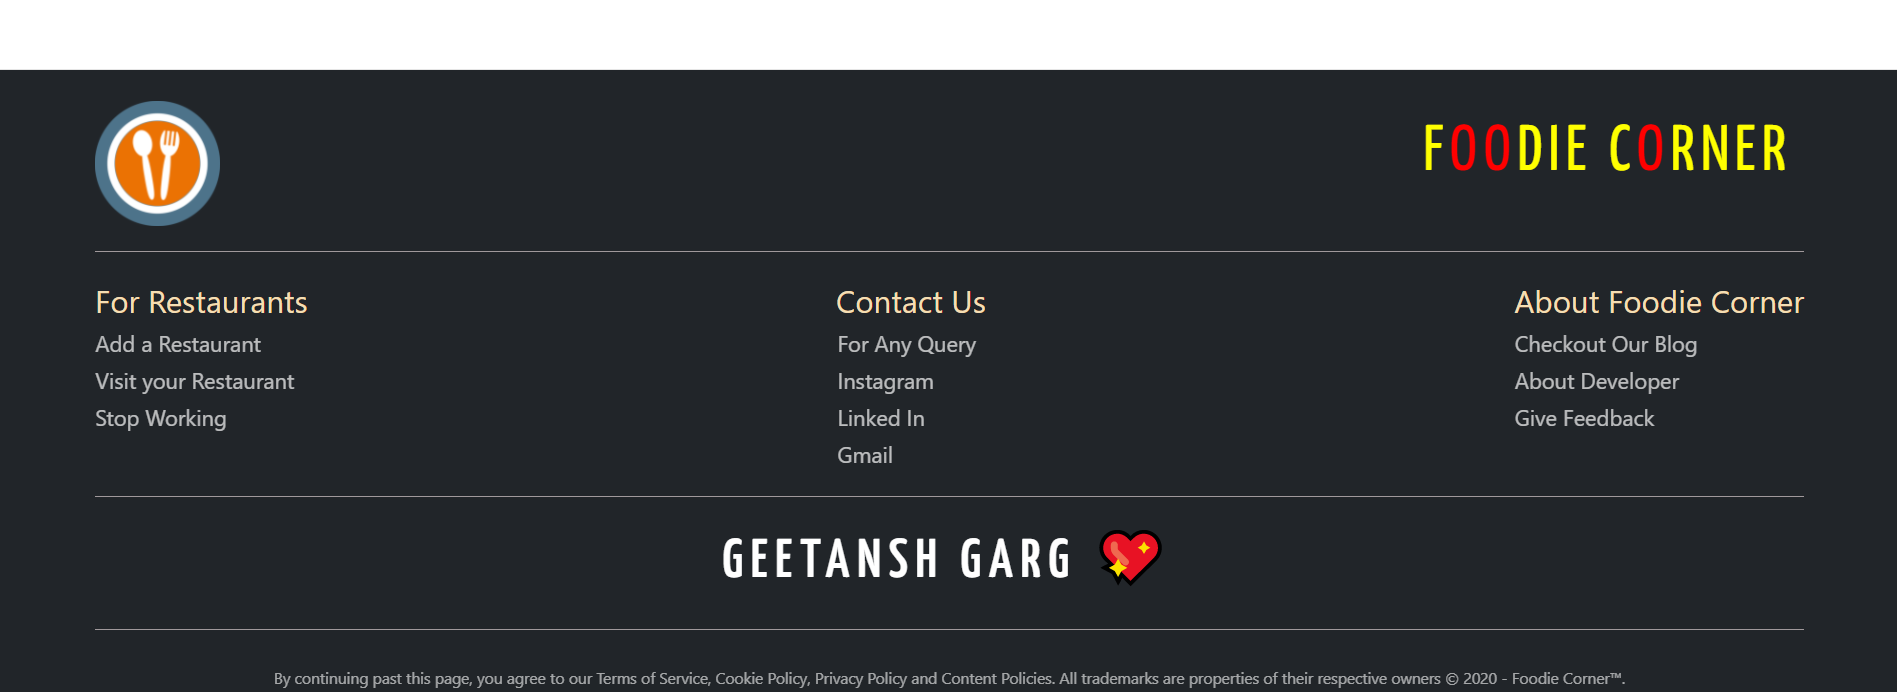 FOODIE CORNER
For Restaurants
Add a Restaurant
Visit your Restaurant
Stop Working
Contact Us
For Any Query
Instagram
Linked In
Gmail
About Foodie Corner
Checkout Our Blog
About Developer
Give Feedback
GEETANSH GARG 💖
By continuing past this page, you agree to our Terms of Service, Cookie Policy, Privacy Policy and Content Policies. All trademarks are properties of their respective owners © 2020 - Foodie Corner™.